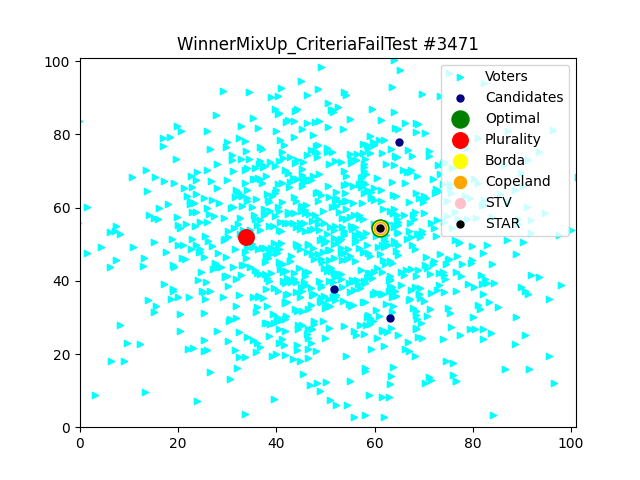 WinnerMixUp_CriteriaFailTest #3471
100
80
60
40
20
0
0
20
40
60
80
100
Voters
Candidates
Optimal
Plurality
Borda
Copeland
STV
STAR